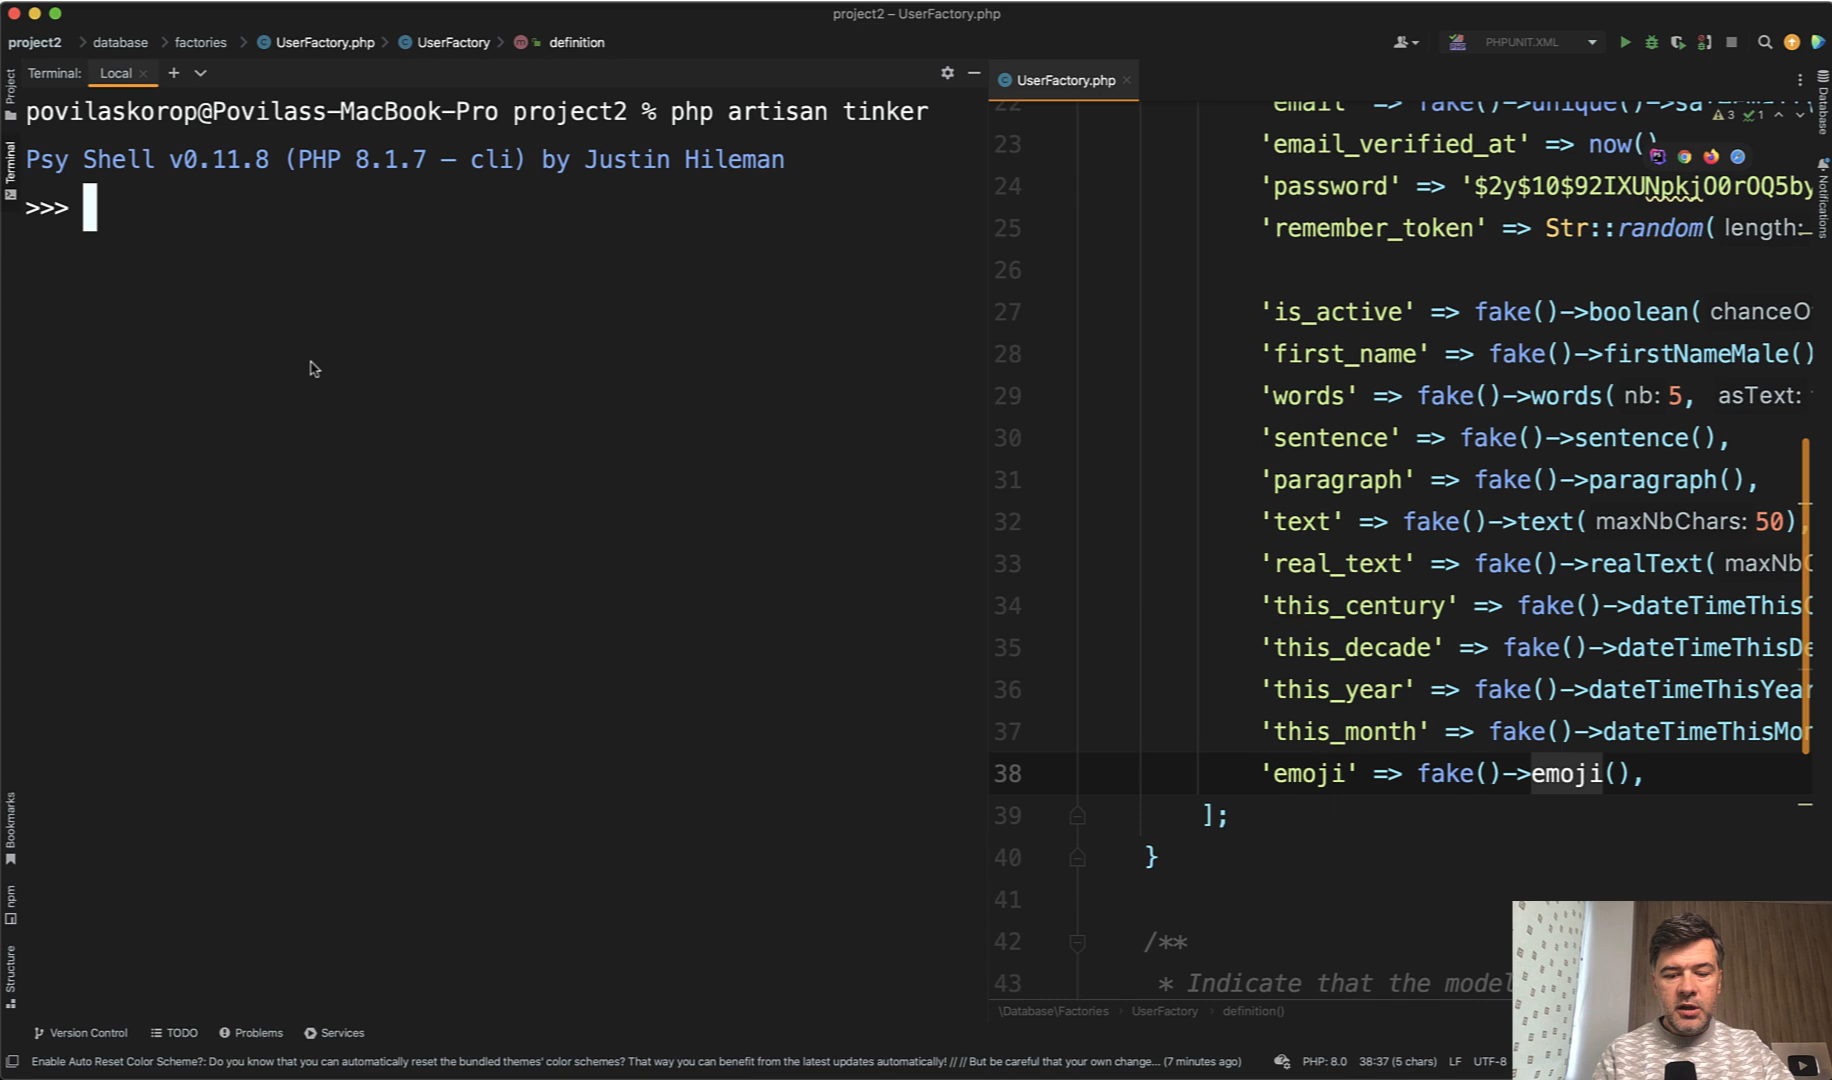 project2 – UserFactory.php
project2 database factories UserFactory.php UserFactory definition
PHPUNIT.XML
Terminal: Local
UserFactory.php
povilaskorop@Povilass-MacBook-Pro project2 % php artisan tinker
Psy Shell v0.11.8 (PHP 8.1.7 — cli) by Justin Hileman
>>>
3 1
23 'email_verified_at' => now()
24 'password' => '$2y$10$92IXUNpkjO0rOQ5by
25 'remember_token' => Str::random( length:
26
27 'is_active' => fake()->boolean( chanceO
28 'first_name' => fake()->firstNameMale()
29 'words' => fake()->words( nb: 5, asText:
30 'sentence' => fake()->sentence(),
31 'paragraph' => fake()->paragraph(),
32 'text' => fake()->text( maxNbChars: 50),
33 'real_text' => fake()->realText( maxNbC
34 'this_century' => fake()->dateTimeThisC
35 'this_decade' => fake()->dateTimeThisDe
36 'this_year' => fake()->dateTimeThisYear
37 'this_month' => fake()->dateTimeThisMon
38 'emoji' => fake()->emoji(),
39 ];
40 }
41
42 /**
43 * Indicate that the model
\Database\Factories UserFactory definition()
Project
Terminal
Bookmarks
npm
Structure
Database
Notifications
Version Control TODO Problems Services
Enable Auto Reset Color Scheme?: Do you know that you can automatically reset the bundled themes' color schemes? That way you can benefit from the latest updates automatically! // // But be careful that your own change... (7 minutes ago) PHP: 8.0 38:37 (5 chars) LF UTF-8